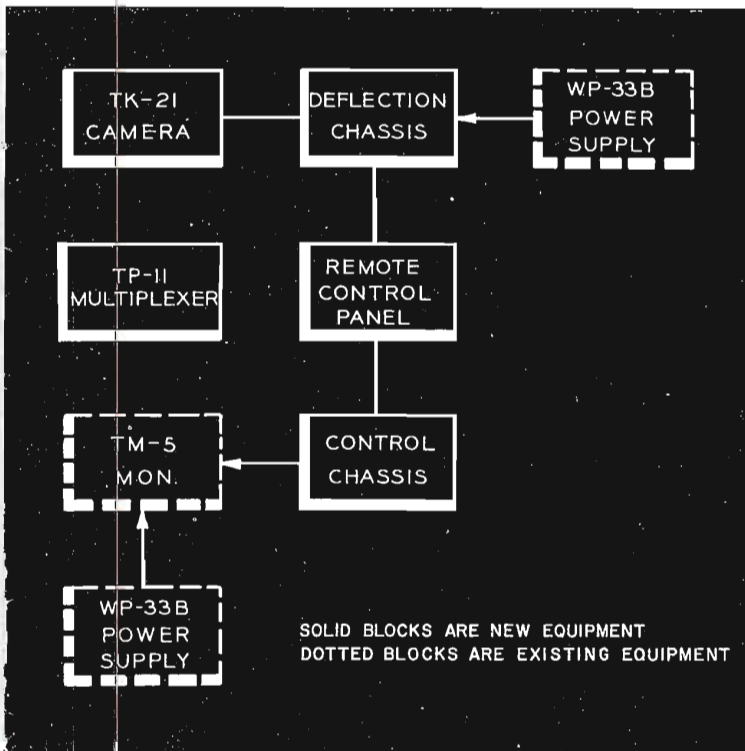 TK-21
CAMERA
DEFLECTION
CHASSIS
WP-33B
POWER
SUPPLY
TP-11
MULTIPLEXER
REMOTE
CONTROL
PANEL
TM-5
MON.
CONTROL
CHASSIS
WP-33B
POWER
SUPPLY
SOLID BLOCKS ARE NEW EQUIPMENT
DOTTED BLOCKS ARE EXISTING EQUIPMENT